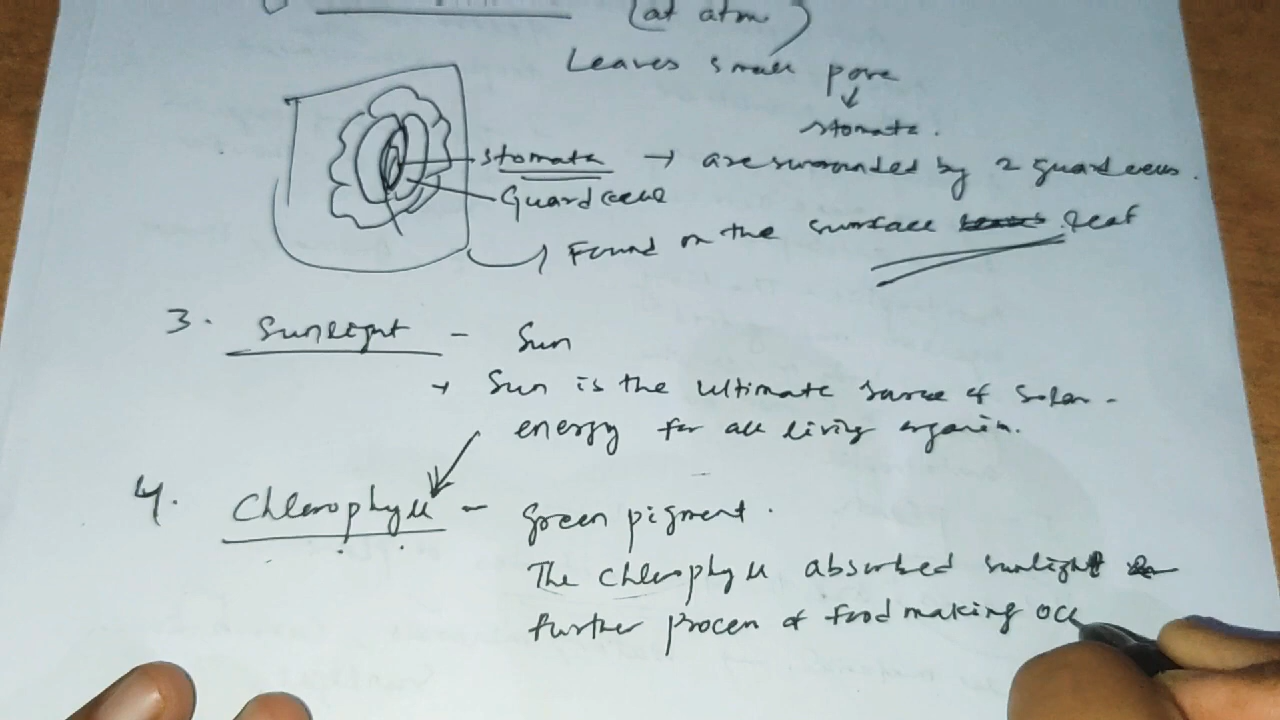 (at atm)
Leaves small pore
↓
stomata.
stomata → are surrounded by 2 guard cells.
Guard cell
Found on the surface leaf
3. Sunlight - Sun
→ Sun is the ultimate source of solar
energy for all living organis.
4. Chlorophyll - Green pigment.
The chlorophyll absorbed sunlight
further process of food making occ